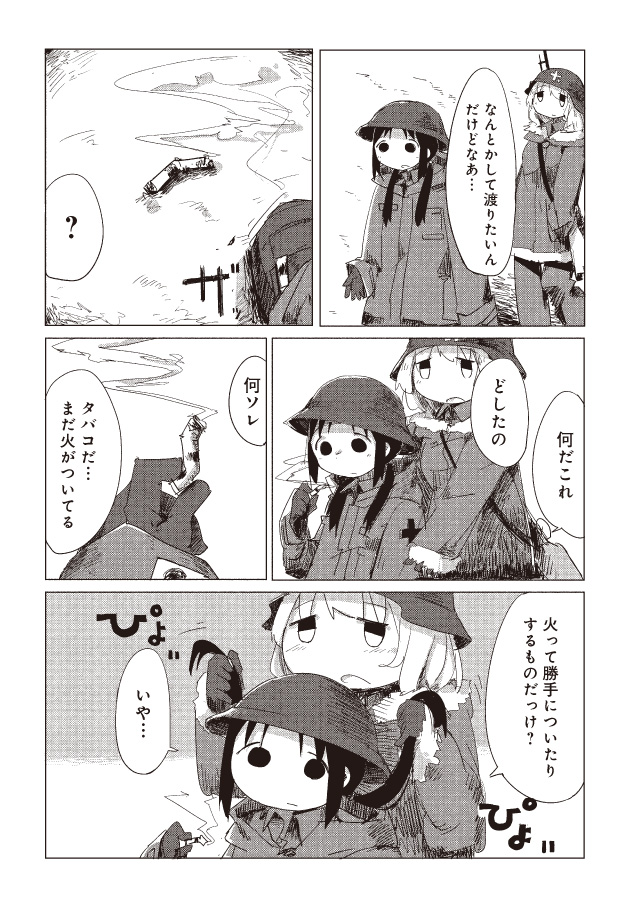 なんとかして渡りたいん
だけどなあ…
？
ザ
何だこれ
どしたの
何ソレ
タバコだ…
まだ火がついてる
火って勝手についたり
するものだっけ？
ぴょ
いや…
ぴょ